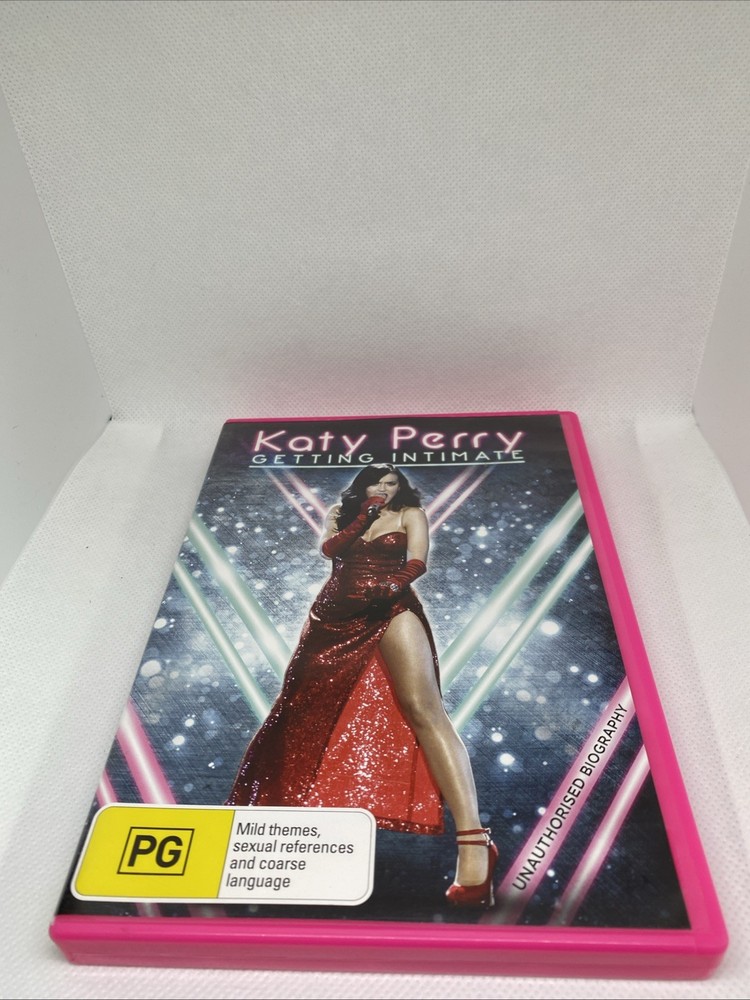 Katy Perry
GETTING INTIMATE
UNAUTHORISED BIOGRAPHY
PG
Mild themes,
sexual references
and coarse
language